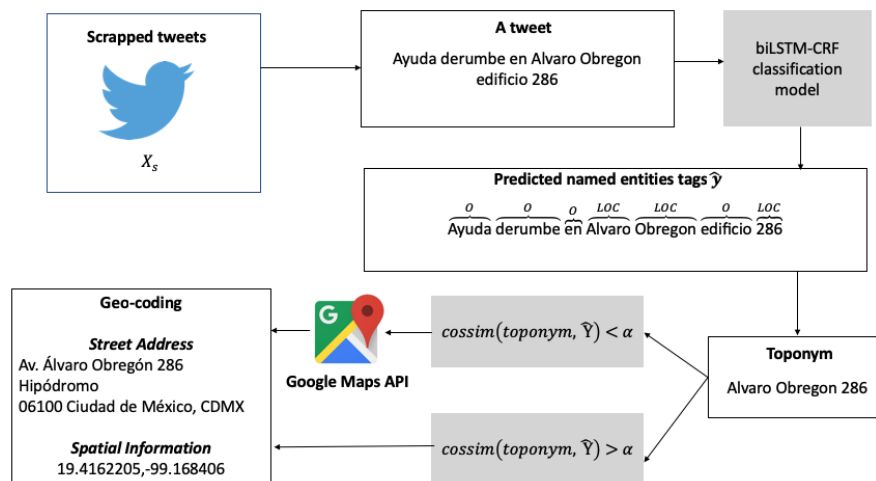 Scrapped tweets
X_s
A tweet
Ayuda derumbe en Alvaro Obregon
edificio 286
biLSTM-CRF
classification
model
Predicted named entities tags ŷ
O O O LOC LOC O LOC
Ayuda derumbe en Alvaro Obregon edificio 286
Geo-coding
Street Address
Av. Álvaro Obregón 286
Hipódromo
06100 Ciudad de México, CDMX
Spatial Information
19.4162205,-99.168406
G
Google Maps API
cossim(toponym, Ŷ) < α
cossim(toponym, Ŷ) > α
Toponym
Alvaro Obregon 286